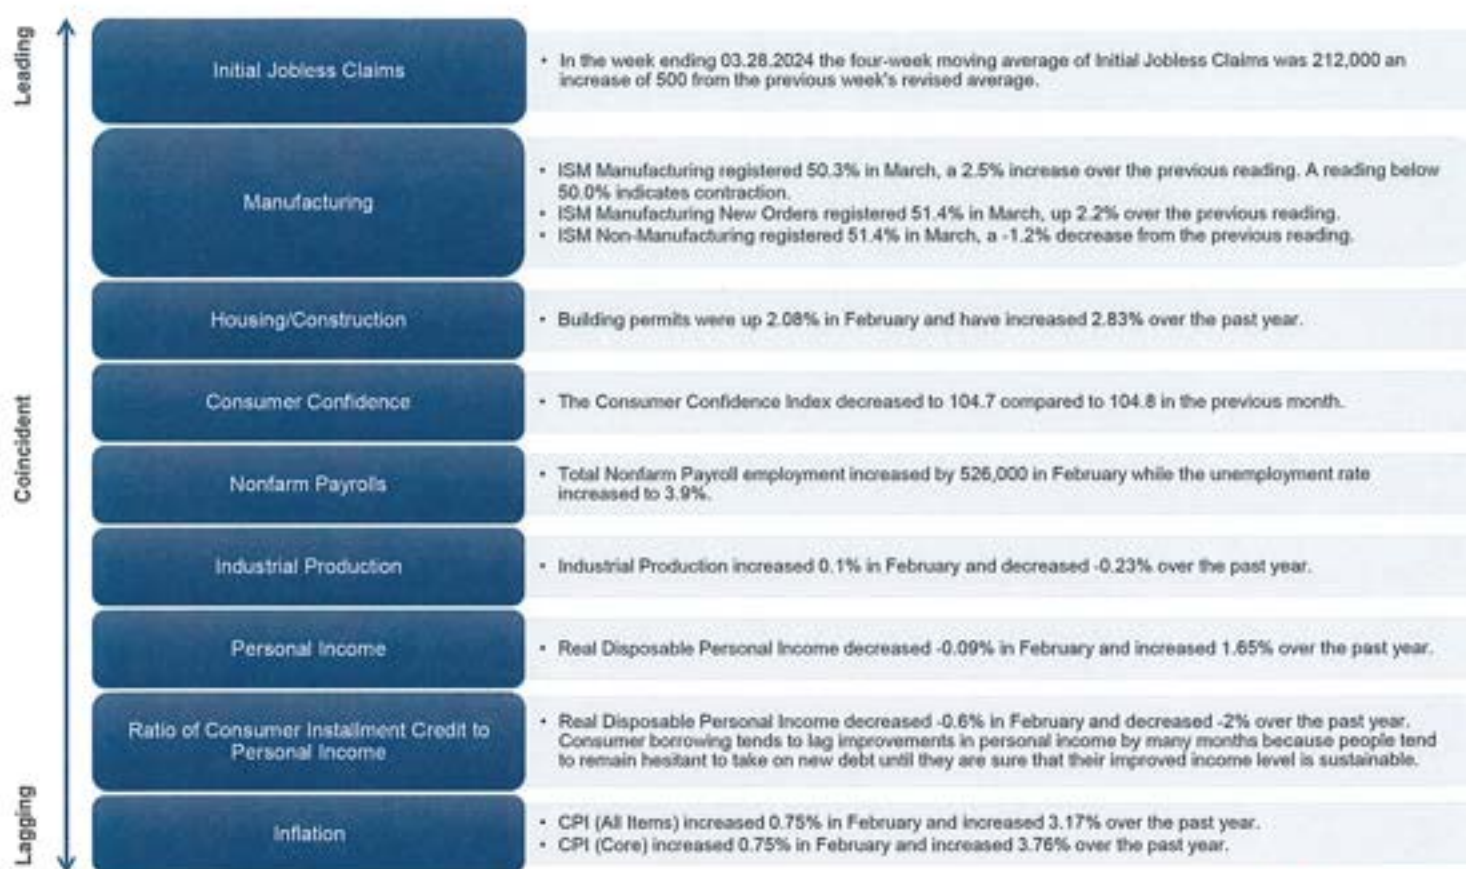 Leading
Initial Jobless Claims
• In the week ending 03.28.2024 the four-week moving average of Initial Jobless Claims was 212,000 an
increase of 500 from the previous week's revised average.
Manufacturing
• ISM Manufacturing registered 50.3% in March, a 2.5% increase over the previous reading. A reading below
50.0% indicates contraction.
• ISM Manufacturing New Orders registered 51.4% in March, up 2.2% over the previous reading.
• ISM Non-Manufacturing registered 51.4% in March, a -1.2% decrease from the previous reading.
Housing/Construction
• Building permits were up 2.08% in February and have increased 2.83% over the past year.
Coincident
Consumer Confidence
• The Consumer Confidence Index decreased to 104.7 compared to 104.8 in the previous month.
Nonfarm Payrolls
• Total Nonfarm Payroll employment increased by 526,000 in February while the unemployment rate
increased to 3.9%.
Industrial Production
• Industrial Production increased 0.1% in February and decreased -0.23% over the past year.
Personal Income
• Real Disposable Personal Income decreased -0.09% in February and increased 1.65% over the past year.
Ratio of Consumer Installment Credit to
Personal Income
• Real Disposable Personal Income decreased -0.6% in February and decreased -2% over the past year.
Consumer borrowing tends to lag improvements in personal income by many months because people tend
to remain hesitant to take on new debt until they are sure that their improved income level is sustainable.
Lagging
Inflation
• CPI (All Items) increased 0.75% in February and increased 3.17% over the past year.
• CPI (Core) increased 0.75% in February and increased 3.76% over the past year.